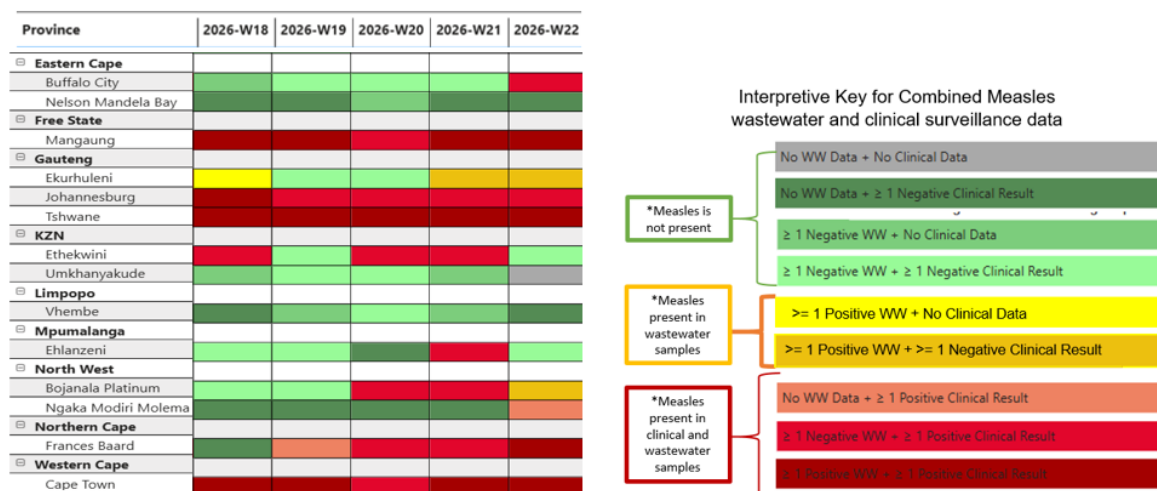 Province 2026-W18 2026-W19 2026-W20 2026-W21 2026-W22
Eastern Cape
Buffalo City
Nelson Mandela Bay
Free State
Mangaung
Gauteng
Ekurhuleni
Johannesburg
Tshwane
KZN
Ethekwini
Umkhanyakude
Limpopo
Vhembe
Mpumalanga
Ehlanzeni
North West
Bojanala Platinum
Ngaka Modiri Molema
Northern Cape
Frances Baard
Western Cape
Cape Town
Interpretive Key for Combined Measles
wastewater and clinical surveillance data
*Measles is
not present
No WW Data + No Clinical Data
No WW Data + ≥ 1 Negative Clinical Result
≥ 1 Negative WW + No Clinical Data
≥ 1 Negative WW + ≥ 1 Negative Clinical Result
*Measles
present in
wastewater
samples
>= 1 Positive WW + No Clinical Data
>= 1 Positive WW + >= 1 Negative Clinical Result
*Measles
present in
clinical and
wastewater
samples
No WW Data + ≥ 1 Positive Clinical Result
≥ 1 Negative WW + ≥ 1 Positive Clinical Result
≥ 1 Positive WW + ≥ 1 Positive Clinical Result